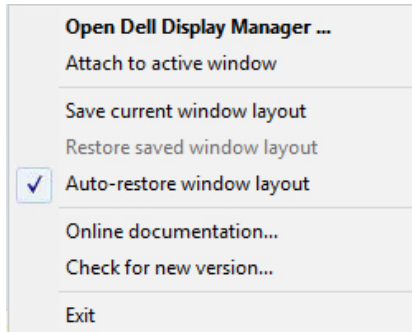 Open Dell Display Manager ...
Attach to active window
Save current window layout
Restore saved window layout
Auto-restore window layout
Online documentation...
Check for new version...
Exit